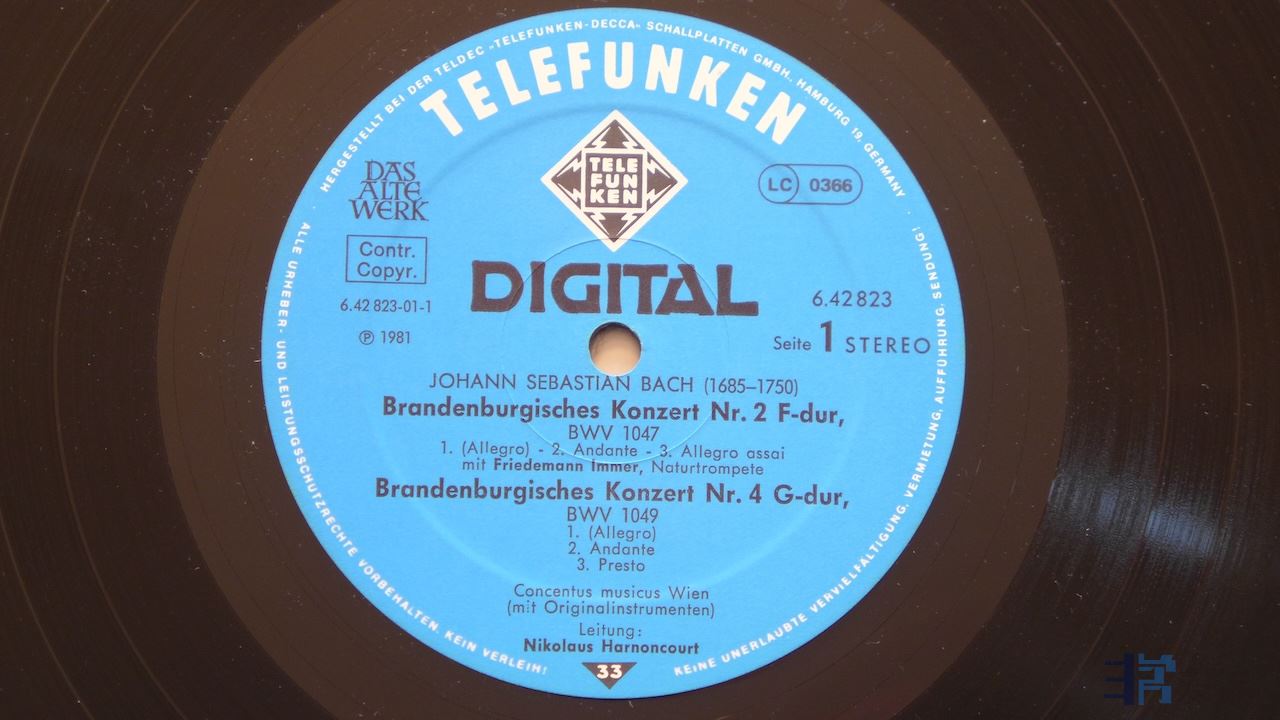 HERGESTELLT BEI DER TELDEC »TELEFUNKEN-DECCA« SCHALLPLATTEN GMBH., HAMBURG 19, GERMANY ·
TELEFUNKEN
TELE
FUN
KEN
DAS
ALTE
WERK
LC 0366
Contr.
Copyr.
DIGITAL
6.42 823-01-1
6.42823
℗ 1981
Seite 1 STEREO
JOHANN SEBASTIAN BACH (1685–1750)
Brandenburgisches Konzert Nr. 2 F-dur,
BWV 1047
1. (Allegro) - 2. Andante - 3. Allegro assai
mit Friedemann Immer, Naturtrompete
Brandenburgisches Konzert Nr. 4 G-dur,
BWV 1049
1. (Allegro)
2. Andante
3. Presto
Concentus musicus Wien
(mit Originalinstrumenten)
Leitung:
Nikolaus Harnoncourt
33
ALLE URHEBER- UND LEISTUNGSSCHUTZRECHTE VORBEHALTEN. KEIN VERLEIH! KEINE UNERLAUBTE VERVIELFÄLTIGUNG, VERMIETUNG, AUFFÜHRUNG, SENDUNG!